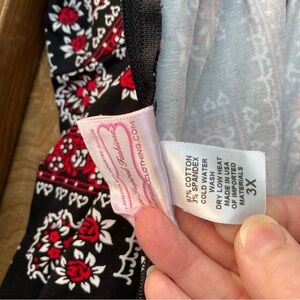 Fashions
CLOTHING.COM
97% COTTON
3% SPANDEX
COLD WATER
WASH
DRY LOW HEAT
MADE IN USA
OF IMPORTED
MATERIALS
3X